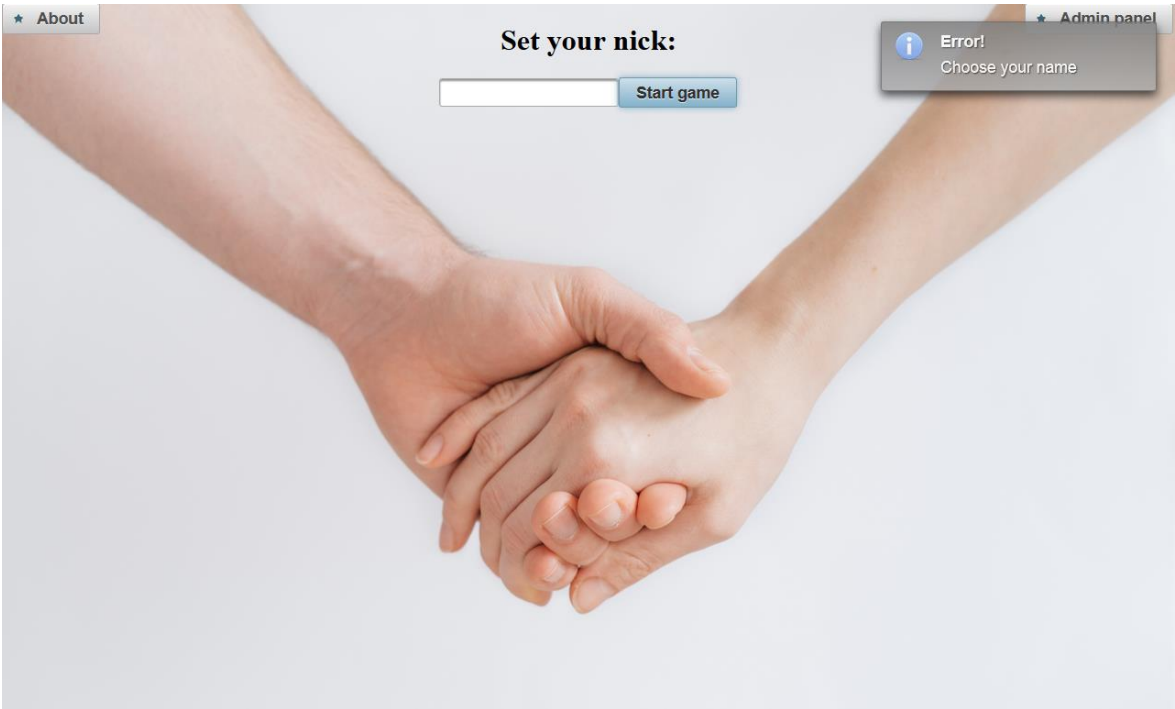 About
Set your nick:
Start game
Admin panel
Error!
Choose your name